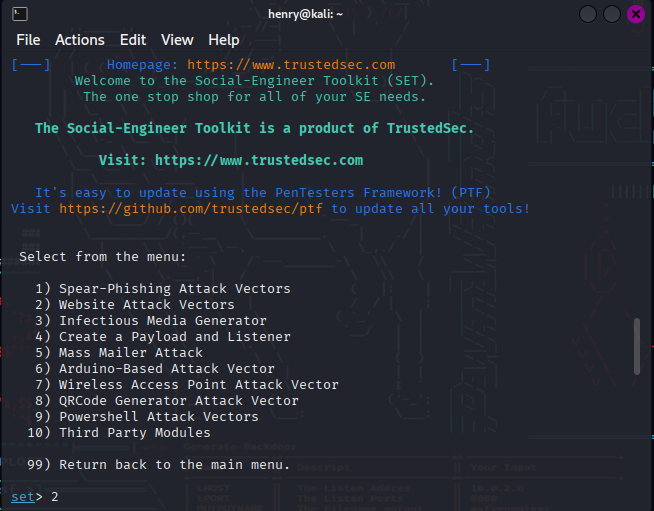 henry@kali: ~
File Actions Edit View Help
[---] Homepage: https://www.trustedsec.com [---]
Welcome to the Social-Engineer Toolkit (SET).
The one stop shop for all of your SE needs.
The Social-Engineer Toolkit is a product of TrustedSec.
Visit: https://www.trustedsec.com
It's easy to update using the PenTesters Framework! (PTF)
Visit https://github.com/trustedsec/ptf to update all your tools!
Select from the menu:
1) Spear-Phishing Attack Vectors
2) Website Attack Vectors
3) Infectious Media Generator
4) Create a Payload and Listener
5) Mass Mailer Attack
6) Arduino-Based Attack Vector
7) Wireless Access Point Attack Vector
8) QRCode Generator Attack Vector
9) Powershell Attack Vectors
10) Third Party Modules
99) Return back to the main menu.
set> 2